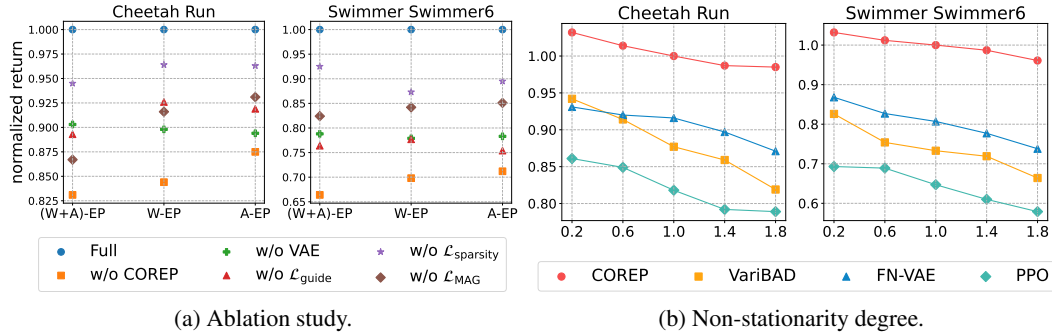 Cheetah Run
Swimmer Swimmer6
Cheetah Run
Swimmer Swimmer6
normalized return
1.000
0.975
0.950
0.925
0.900
0.875
0.850
0.825
(W+A)-EP W-EP A-EP
1.00
0.95
0.90
0.85
0.80
0.75
0.70
0.65
(W+A)-EP W-EP A-EP
1.00
0.95
0.90
0.85
0.80
0.2 0.6 1.0 1.4 1.8
1.0
0.9
0.8
0.7
0.6
0.2 0.6 1.0 1.4 1.8
Full w/o VAE w/o ℒsparsity
w/o COREP w/o ℒguide w/o ℒMAG
COREP VariBAD FN-VAE PPO
(a) Ablation study.
(b) Non-stationarity degree.